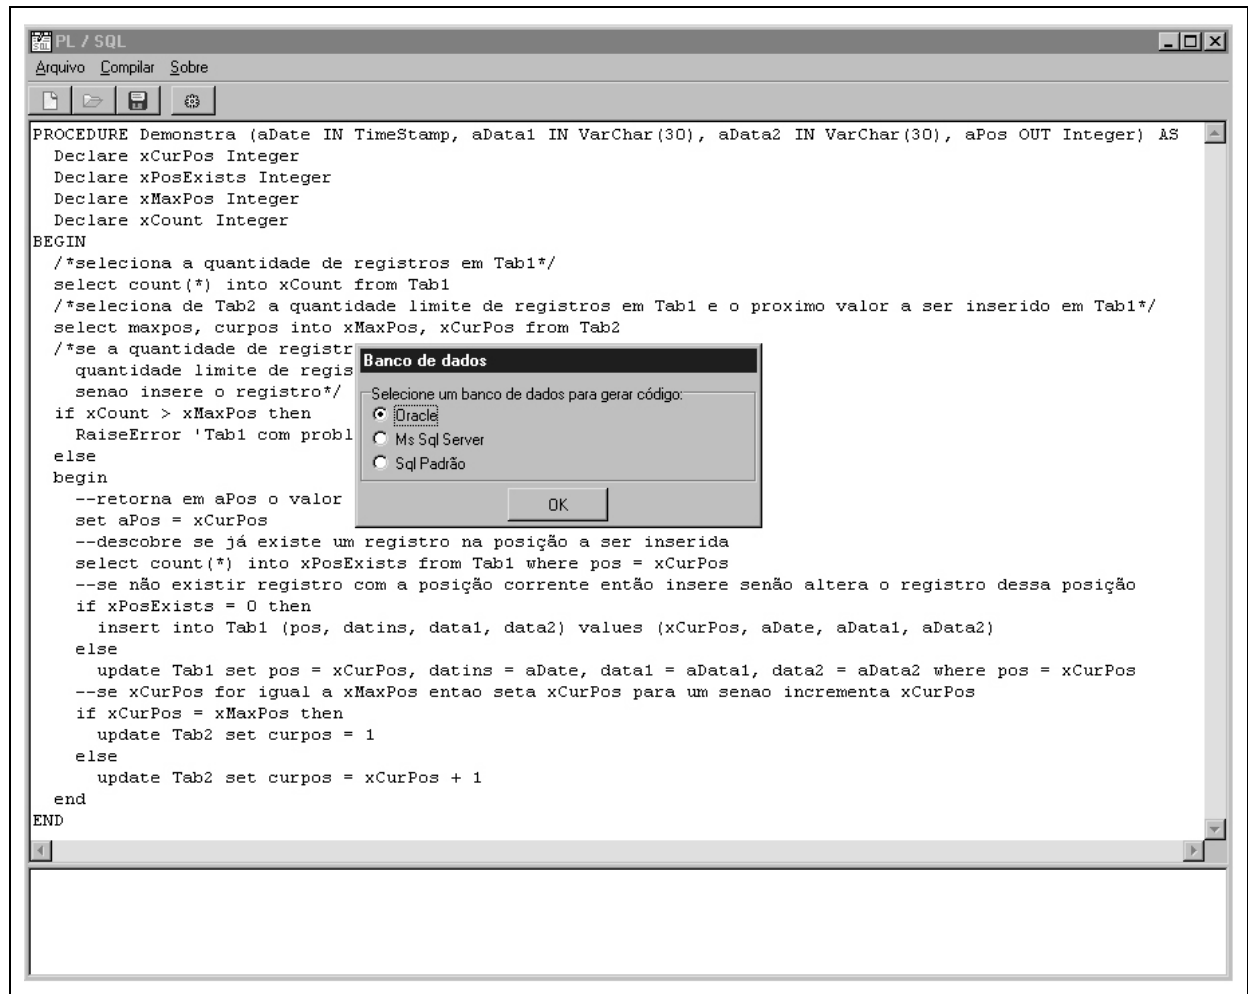 PL / SQL
Arquivo Compilar Sobre
PROCEDURE Demonstra (aDate IN TimeStamp, aData1 IN VarChar(30), aData2 IN VarChar(30), aPos OUT Integer) AS
Declare xCurPos Integer
Declare xPosExists Integer
Declare xMaxPos Integer
Declare xCount Integer
BEGIN
/*seleciona a quantidade de registros em Tab1*/
select count(*) into xCount from Tab1
/*seleciona de Tab2 a quantidade limite de registros em Tab1 e o proximo valor a ser inserido em Tab1*/
select maxpos, curpos into xMaxPos, xCurPos from Tab2
/*se a quantidade de registr
quantidade limite de regis
senao insere o registro*/
if xCount > xMaxPos then
RaiseError 'Tab1 com probl
else
begin
--retorna em aPos o valor
set aPos = xCurPos
--descobre se já existe um registro na posição a ser inserida
select count(*) into xPosExists from Tab1 where pos = xCurPos
--se não existir registro com a posição corrente então insere senão altera o registro dessa posição
if xPosExists = 0 then
insert into Tab1 (pos, datins, data1, data2) values (xCurPos, aDate, aData1, aData2)
else
update Tab1 set pos = xCurPos, datins = aDate, data1 = aData1, data2 = aData2 where pos = xCurPos
--se xCurPos for igual a xMaxPos entao seta xCurPos para um senao incrementa xCurPos
if xCurPos = xMaxPos then
update Tab2 set curpos = 1
else
update Tab2 set curpos = xCurPos + 1
end
END
Banco de dados
Selecione um banco de dados para gerar código:
Oracle
Ms Sql Server
Sql Padrão
OK